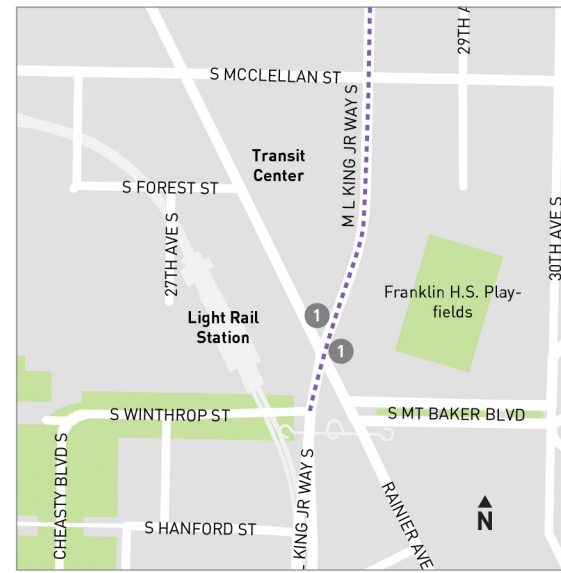 29TH A
S MCCLELLAN ST
M L KING JR WAY S
Transit
Center
S FOREST ST
27TH AVE S
30TH AVE S
Franklin H.S. Play-
fields
Light Rail
Station
1
1
S WINTHROP ST
S MT BAKER BLVD
CHEASTY BLVD S
KING JR WAY S
RAINIER AVE
N
S HANFORD ST